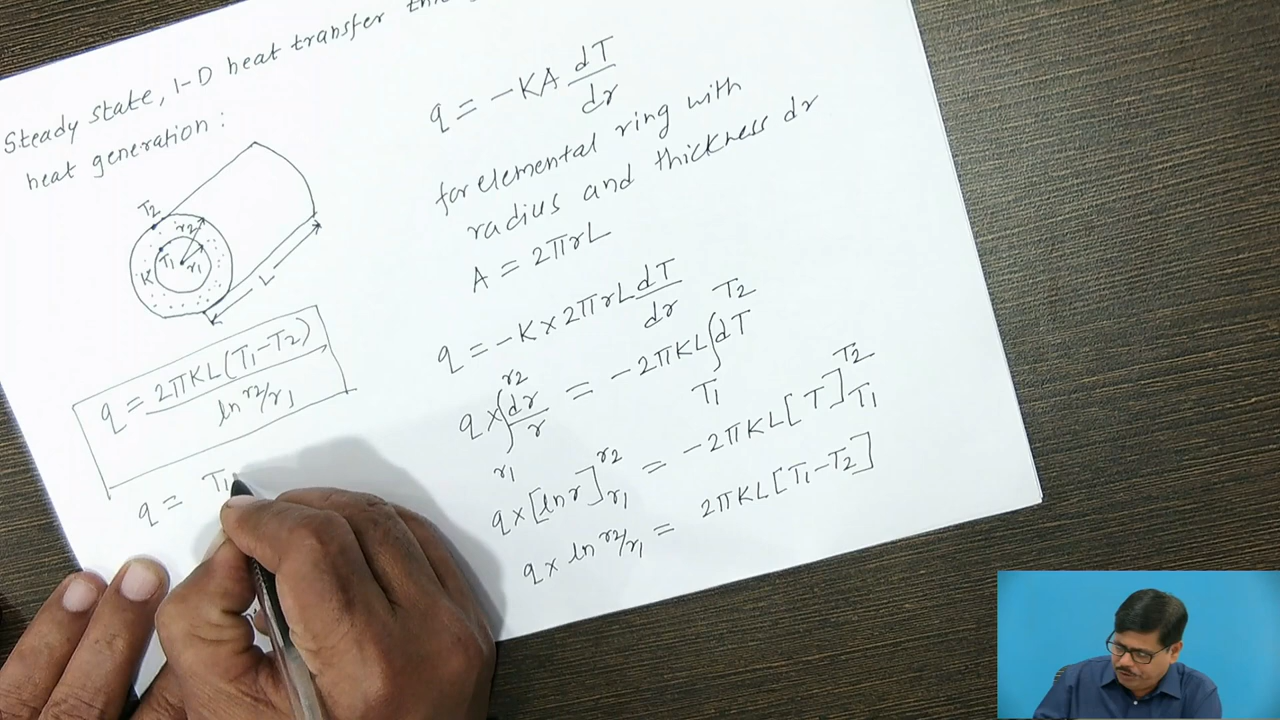 Steady state, 1-D heat transfer
heat generation :
T2
r2
T1
r1
K
L
q = 2πKL(T1-T2) / ln r2/r1
q = T1
q = -KA dT/dr
for elemental ring with
radius and thickness dr
A = 2πrL
q = -K × 2πrL dT/dr
q × ∫_{r1}^{r2} dr/r = -2πKL ∫_{T1}^{T2} dT
q × [ln r]_{r1}^{r2} = -2πKL [T]_{T1}^{T2}
q × ln r2/r1 = 2πKL [T1-T2]